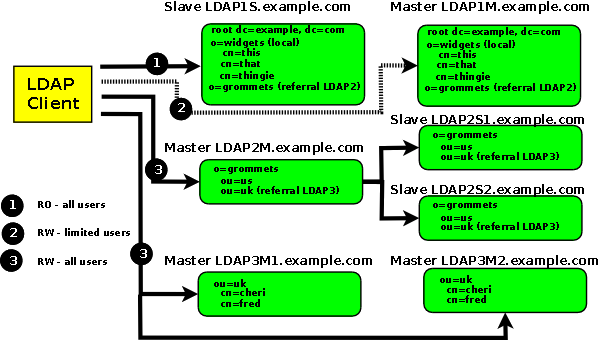 Slave LDAP1S.example.com
Master LDAP1M.example.com
root dc=example, dc=com
o=widgets (local)
cn=this
cn=that
cn=thingie
o=grommets (referral LDAP2)
root dc=example, dc=com
o=widgets (local)
cn=this
cn=that
cn=thingie
o=grommets (referral LDAP2)
LDAP
Client
1
2
Slave LDAP2S1.example.com
o=grommets
ou=us
ou=uk (referral LDAP3)
Master LDAP2M.example.com
o=grommets
ou=us
ou=uk (referral LDAP3)
3
Slave LDAP2S2.example.com
o=grommets
ou=us
ou=uk (referral LDAP3)
1 RO - all users
2 RW - limited users
3 RW - all users
3
Master LDAP3M1.example.com
ou=uk
cn=cheri
cn=fred
Master LDAP3M2.example.com
ou=uk
cn=cheri
cn=fred